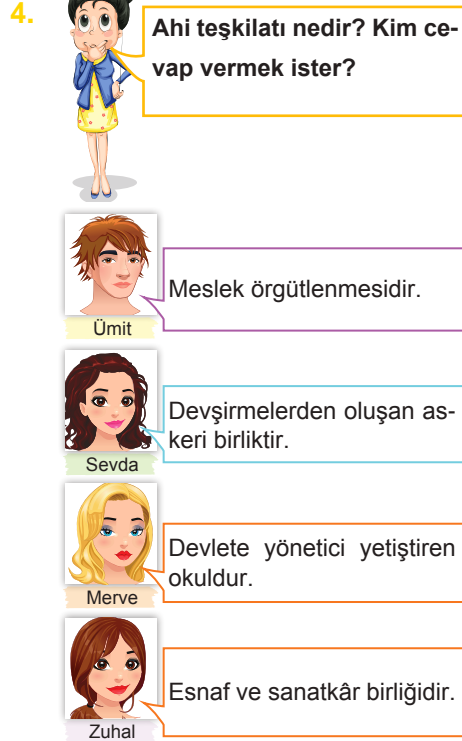 4.
Ahi teşkilatı nedir? Kim ce-
vap vermek ister?
Meslek örgütlenmesidir.
Ümit
Devşirmelerden oluşan as-
keri birliktir.
Sevda
Devlete yönetici yetiştiren
okuldur.
Merve
Esnaf ve sanatkâr birliğidir.
Zuhal